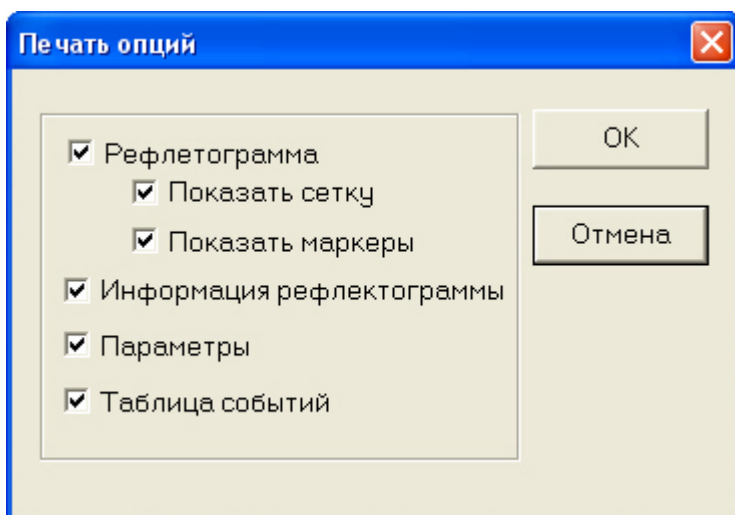 Печать опций
Рефлетограмма
Показать сетку
Показать маркеры
Информация рефлектограммы
Параметры
Таблица событий
OK
Отмена